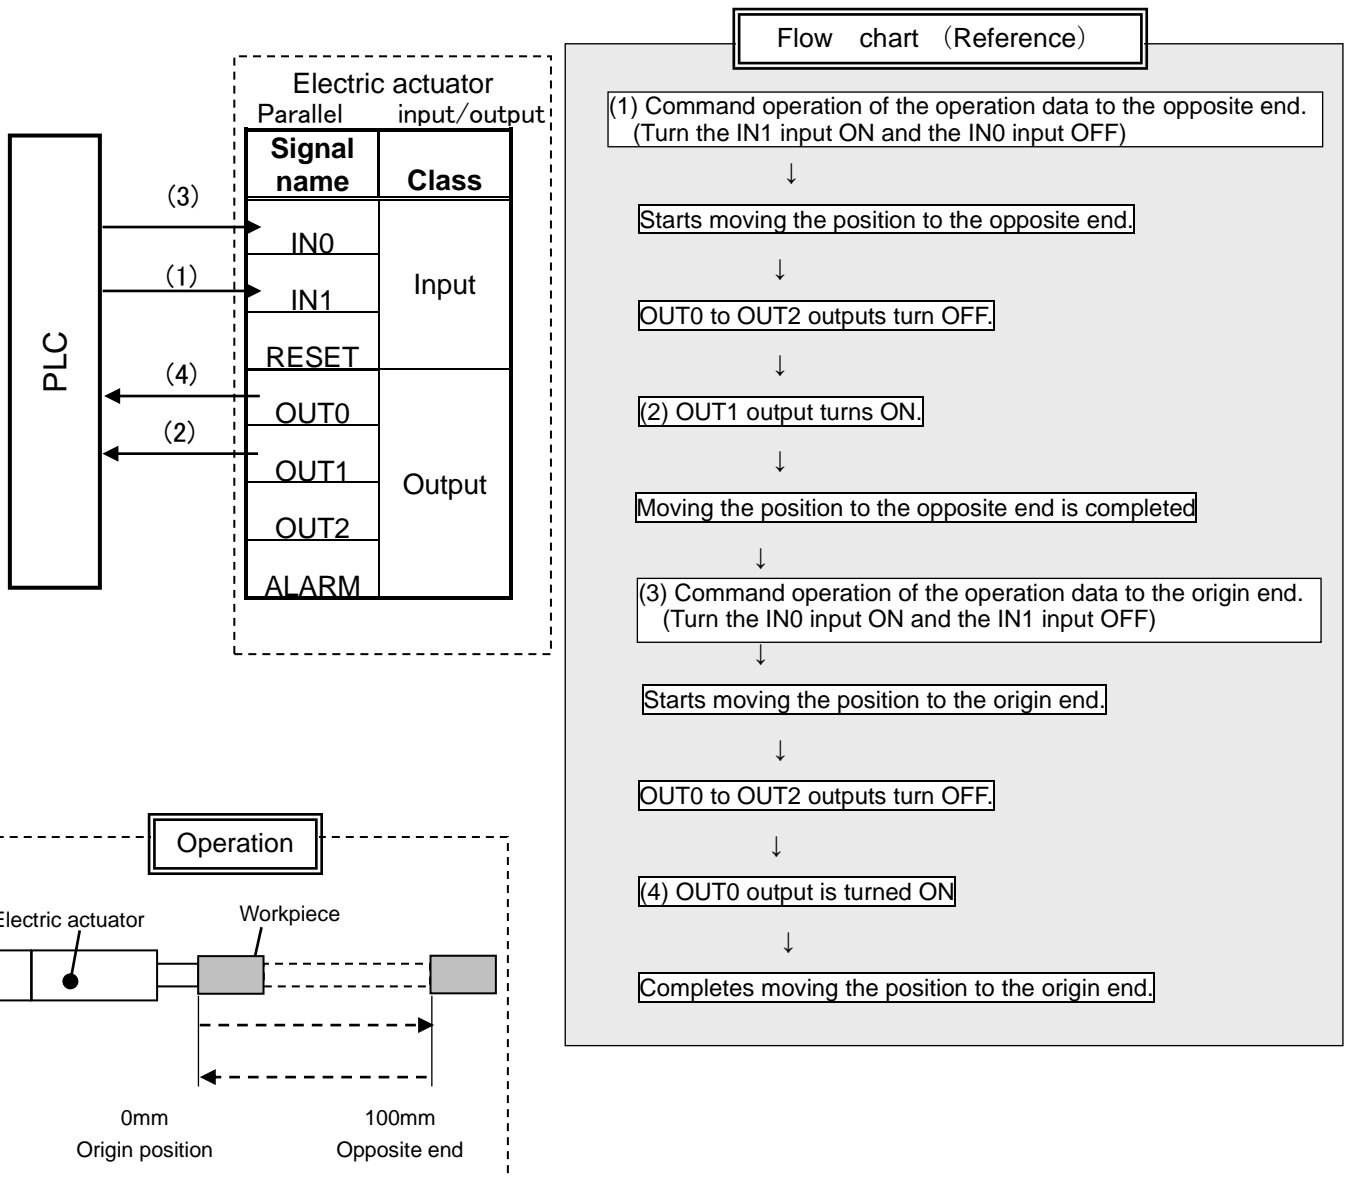 Electric actuator
Parallel input/output
Signal name
Class
IN0
IN1
RESET
Input
OUT0
OUT1
OUT2
ALARM
Output
PLC
(3)
(1)
(4)
(2)
Flow chart (Reference)
(1) Command operation of the operation data to the opposite end.
(Turn the IN1 input ON and the IN0 input OFF)
↓
Starts moving the position to the opposite end.
↓
OUT0 to OUT2 outputs turn OFF.
↓
(2) OUT1 output turns ON.
↓
Moving the position to the opposite end is completed
↓
(3) Command operation of the operation data to the origin end.
(Turn the IN0 input ON and the IN1 input OFF)
↓
Starts moving the position to the origin end.
↓
OUT0 to OUT2 outputs turn OFF.
↓
(4) OUT0 output is turned ON
↓
Completes moving the position to the origin end.
Operation
Electric actuator
Workpiece
0mm
Origin position
100mm
Opposite end